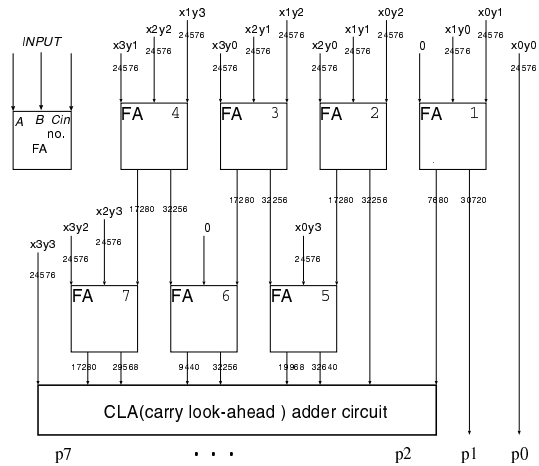 x1y3 x1y2 x0y2 x0y1
x2y2 x2y1 x1y1 x1y0
INPUT x3y1 x3y0 x2y0 0 x0y0
24576 24576 24576 24576
24576 24576 24576 24576
24576 24576 24576 24576 24576
A B Cin
no.
FA
FA 4 FA 3 FA 2 FA 1
17280 32256 17280 32256 17280 32256 7680 30720
x2y3
x3y2 0 x0y3
x3y3 24576
24576 24576
24576
FA 7 FA 6 FA 5
17280 29568 9440 32256 19968 32640
CLA(carry look-ahead ) adder circuit
p7 . . . p2 p1 p0